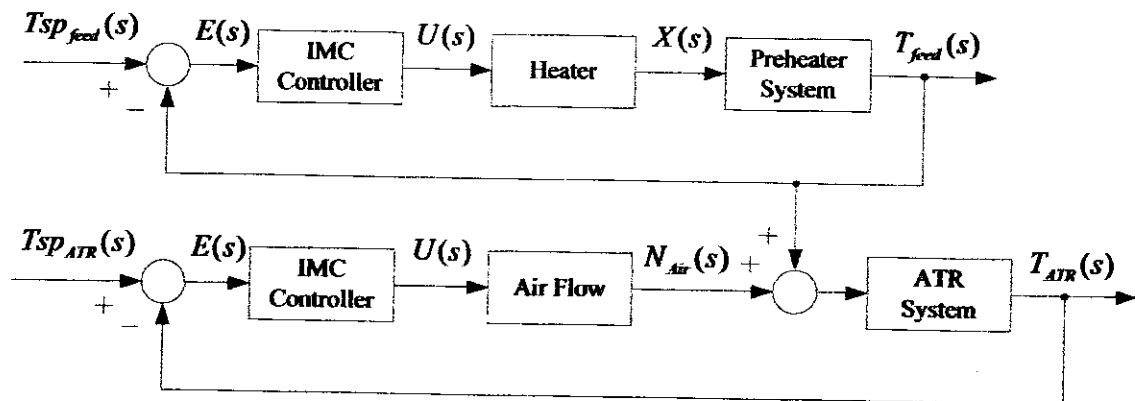 Tsp_feed(s)
E(s)
IMC
Controller
U(s)
Heater
X(s)
Preheater
System
T_feed(s)
+
−
Tsp_ATR(s)
E(s)
IMC
Controller
U(s)
Air Flow
N_Air(s)
+
+
ATR
System
T_ATR(s)
+
−